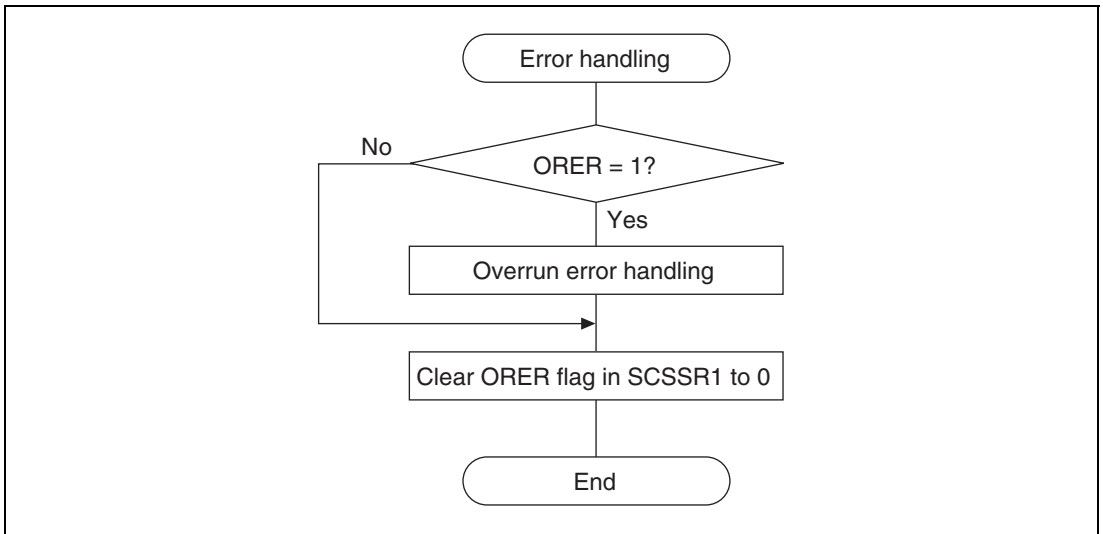 Error handling
No
ORER = 1?
Yes
Overrun error handling
Clear ORER flag in SCSSR1 to 0
End